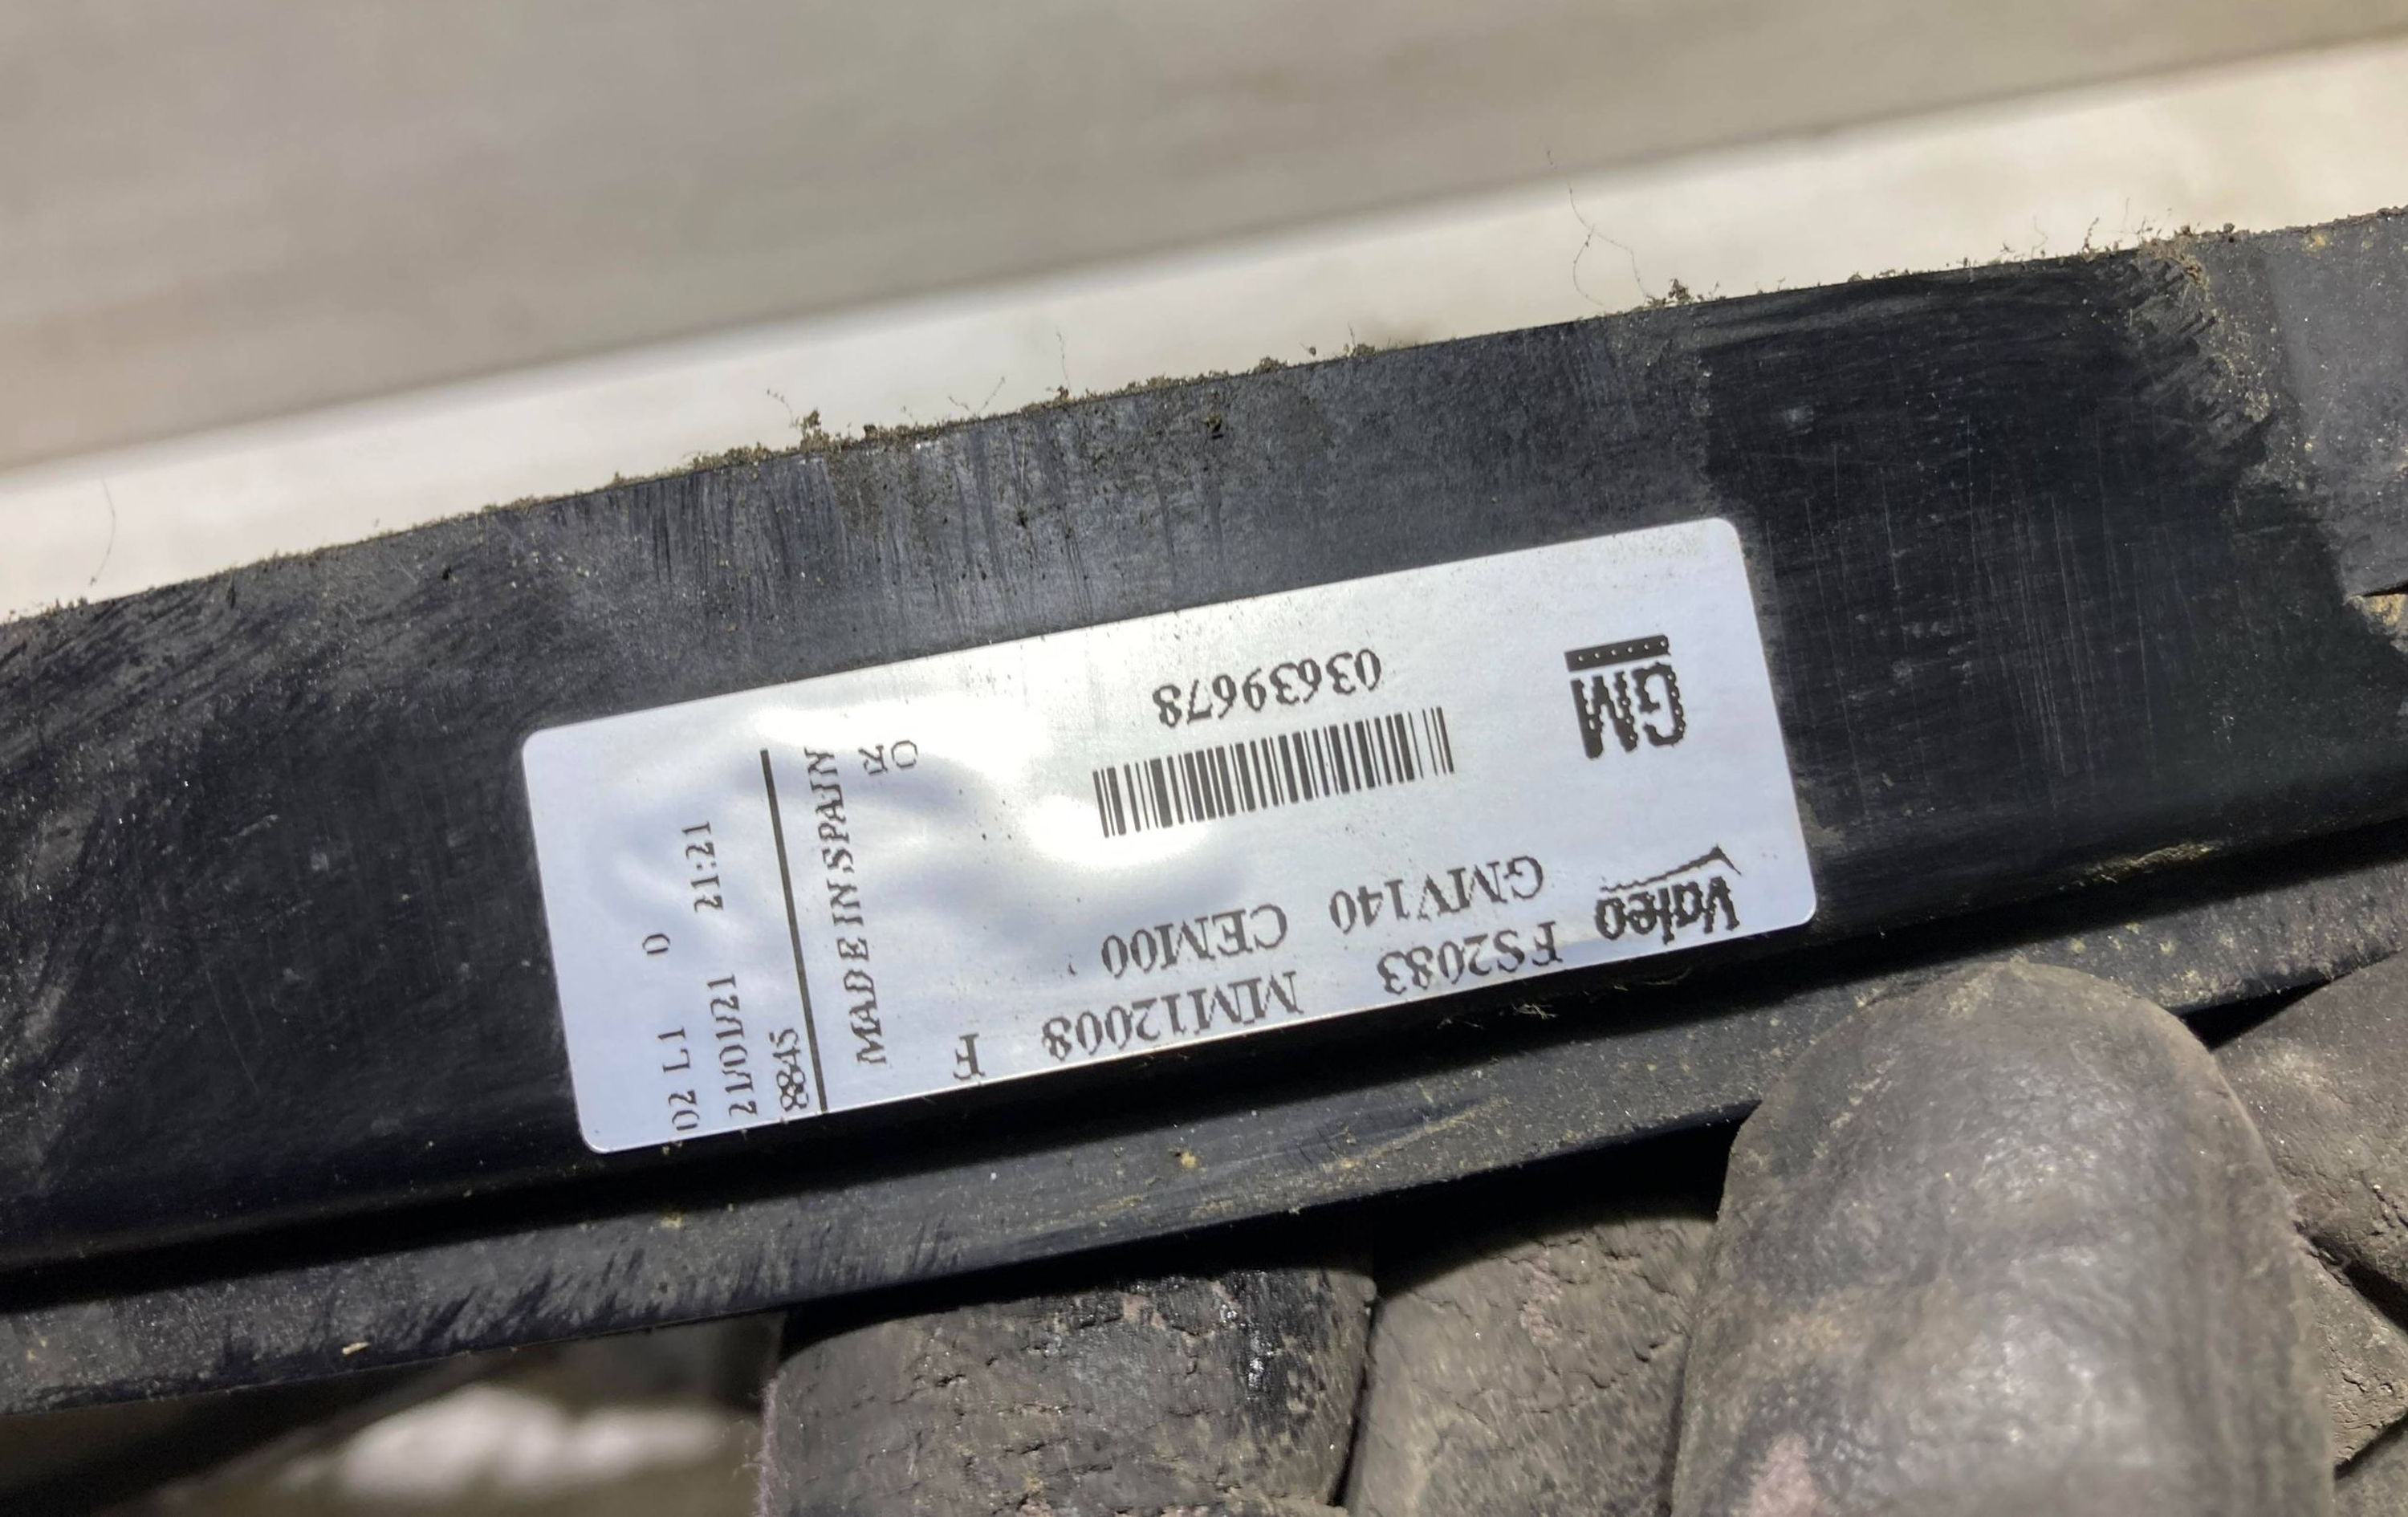 Valeo
FS2083 MM12008 F
GMV140 CEM00
GM
03639678
MADE IN SPAIN
OK
8845
21/01/21 21:21
02 L1 0